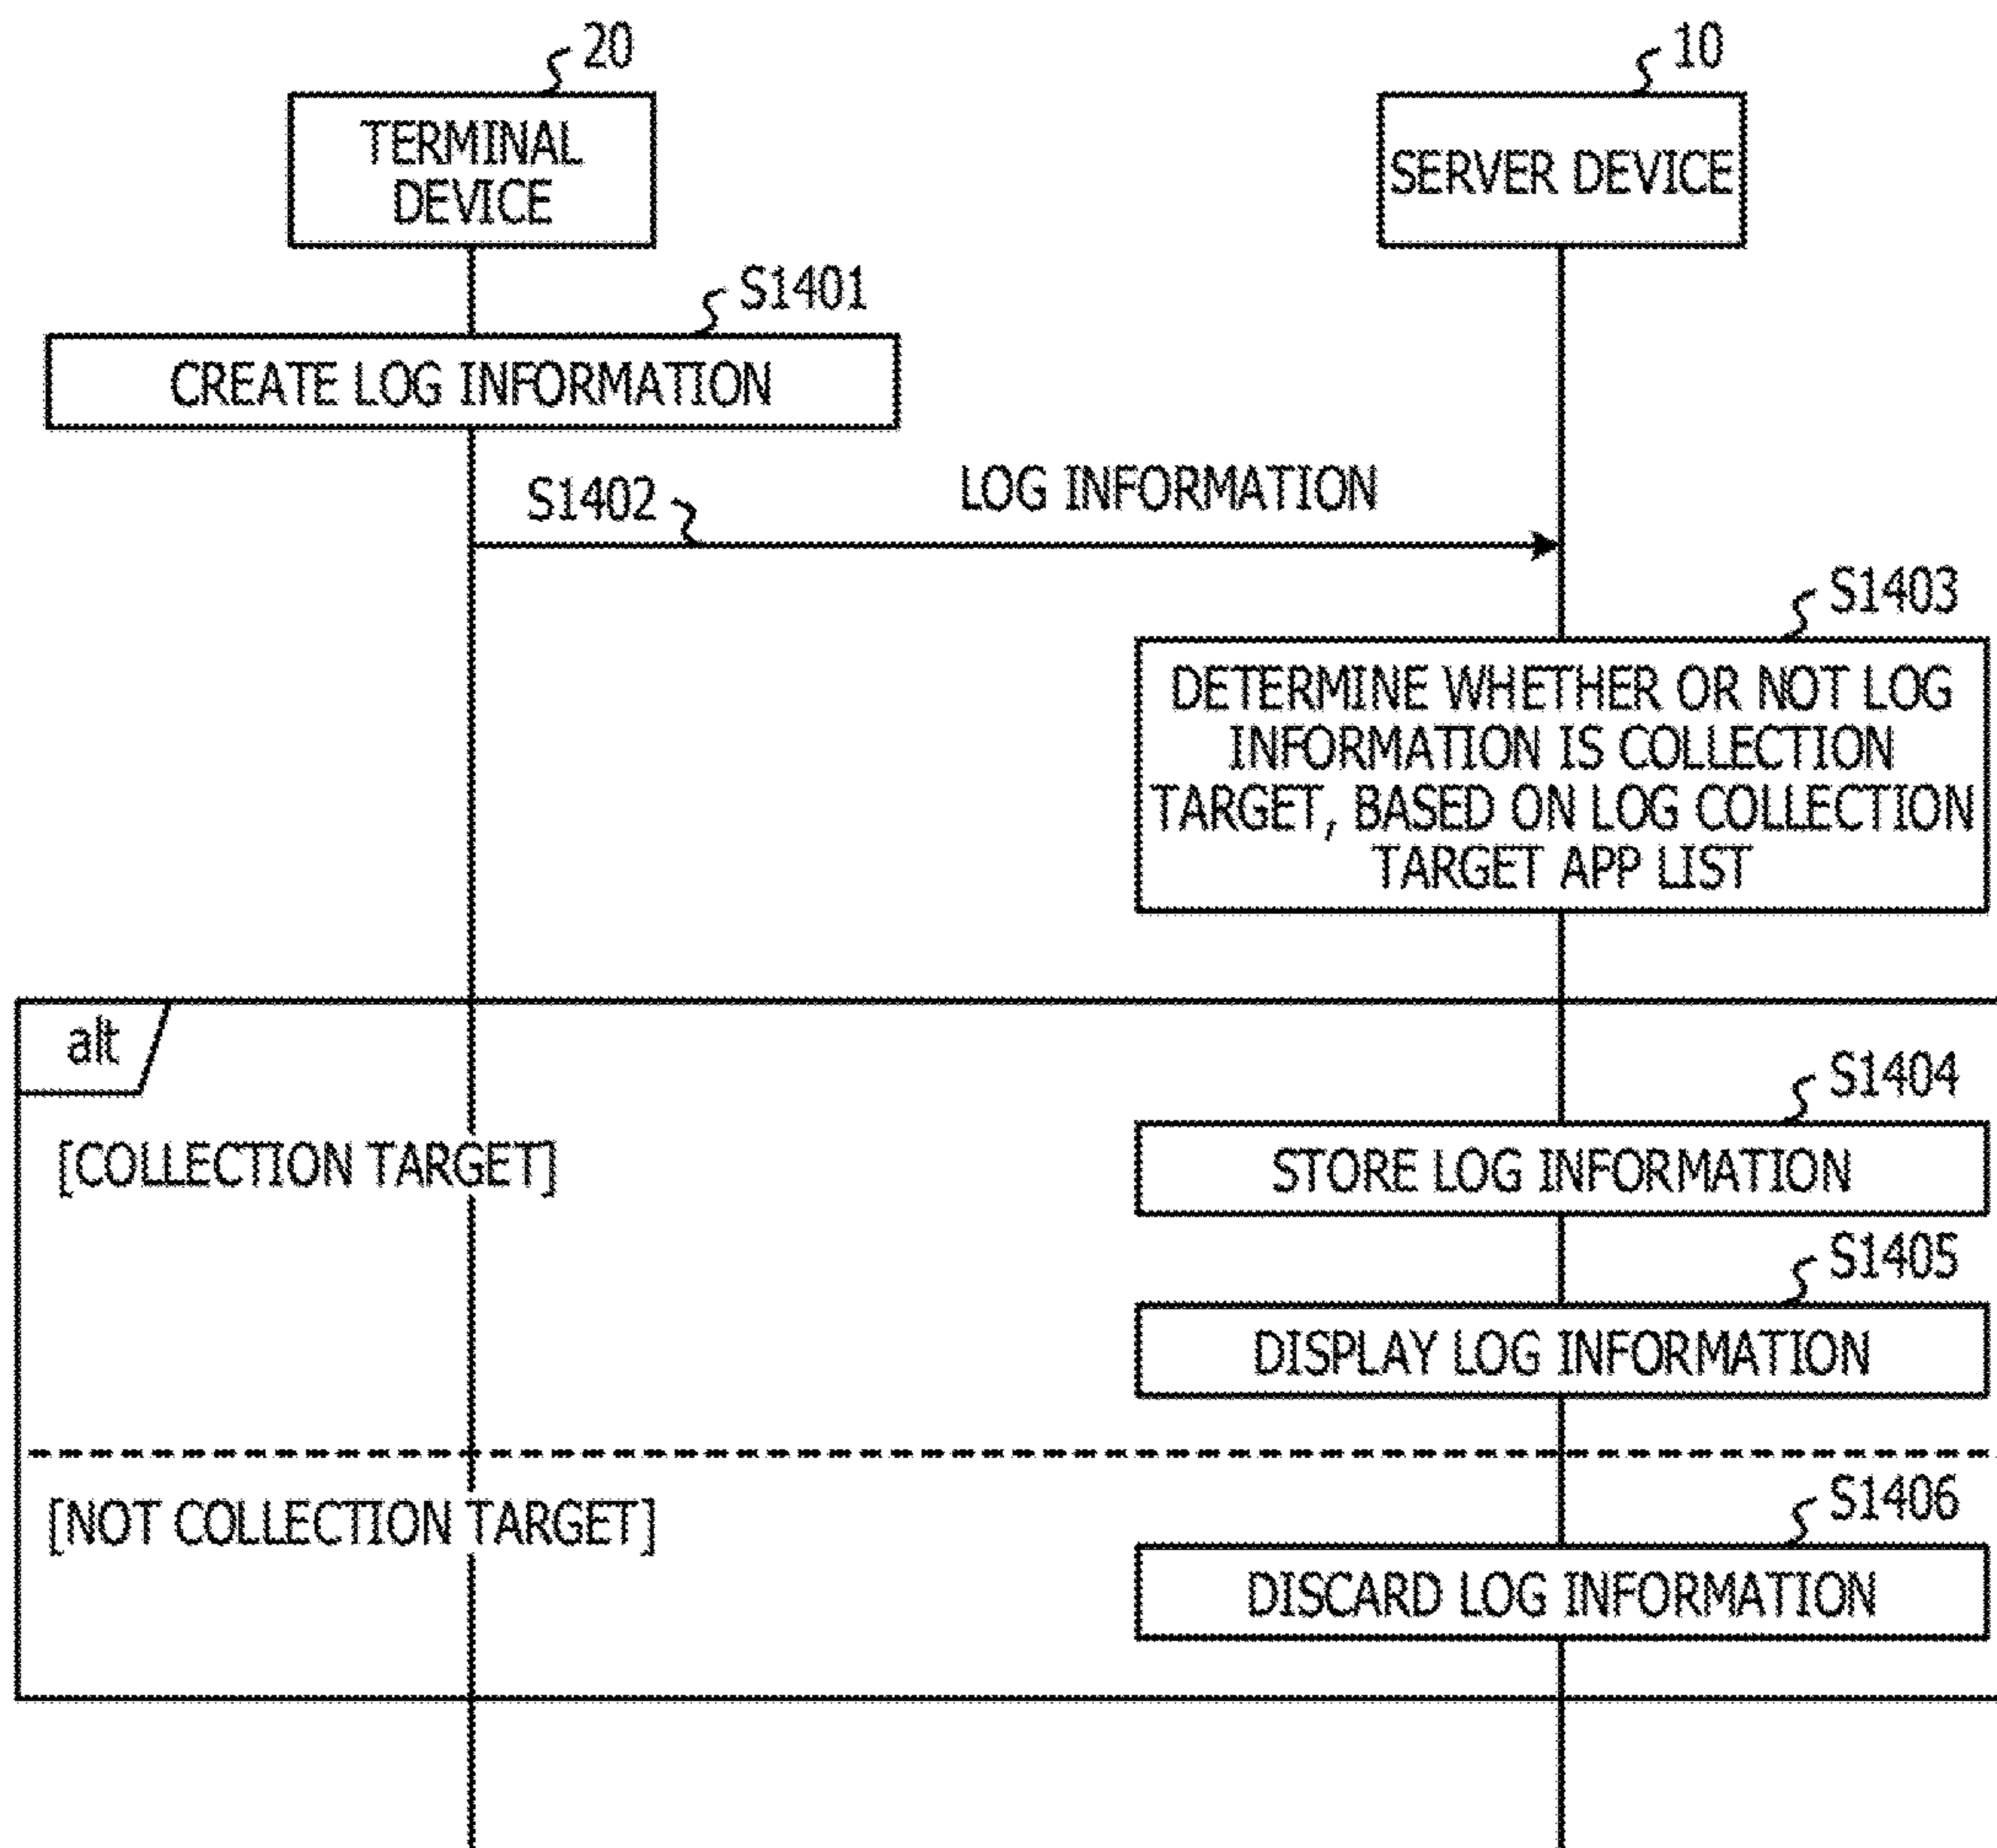 20
10
TERMINAL
DEVICE
SERVER DEVICE
S1401
CREATE LOG INFORMATION
S1402
LOG INFORMATION
S1403
DETERMINE WHETHER OR NOT LOG
INFORMATION IS COLLECTION
TARGET, BASED ON LOG COLLECTION
TARGET APP LIST
alt
S1404
[COLLECTION TARGET]
STORE LOG INFORMATION
S1405
DISPLAY LOG INFORMATION
[NOT COLLECTION TARGET]
S1406
DISCARD LOG INFORMATION